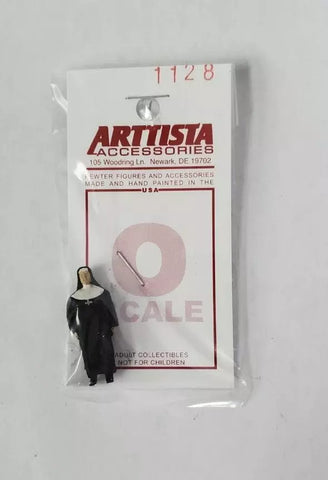 1128
ARTTISTA
ACCESSORIES
105 Woodring Ln. Newark, DE 19702
PEWTER FIGURES AND ACCESSORIES
MADE AND HAND PAINTED IN THE
USA
O
SCALE
ADULT COLLECTIBLES
NOT FOR CHILDREN